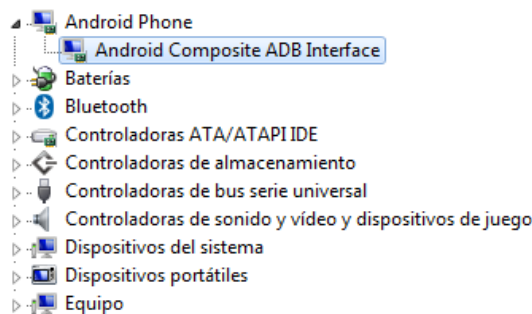 Android Phone
Android Composite ADB Interface
Baterías
Bluetooth
Controladoras ATA/ATAPI IDE
Controladoras de almacenamiento
Controladoras de bus serie universal
Controladoras de sonido y vídeo y dispositivos de juego
Dispositivos del sistema
Dispositivos portátiles
Equipo